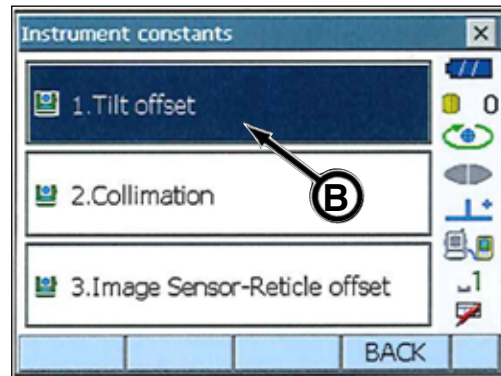 Instrument constants
1.Tilt offset
0
B
2.Collimation
3.Image Sensor-Reticle offset
1
BACK